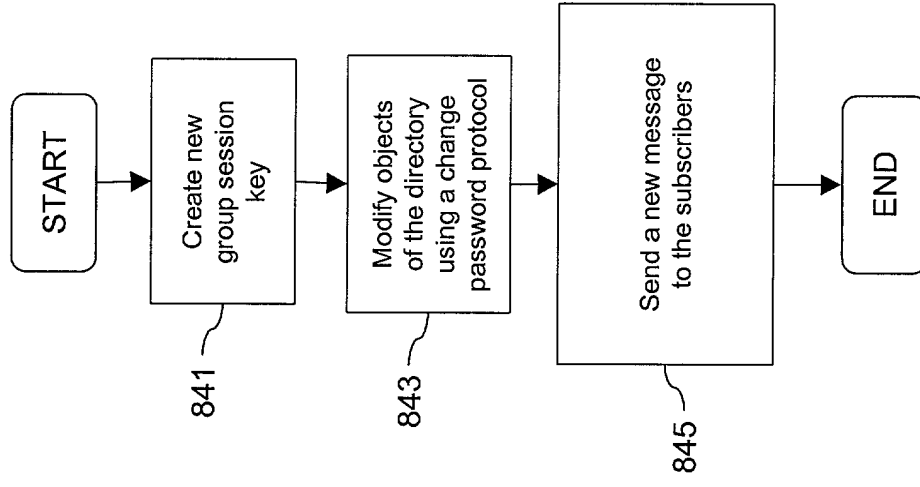 START
841
Create new
group session
key
843
Modify objects
of the directory
using a change
password protocol
845
Send a new message
to the subscribers
END